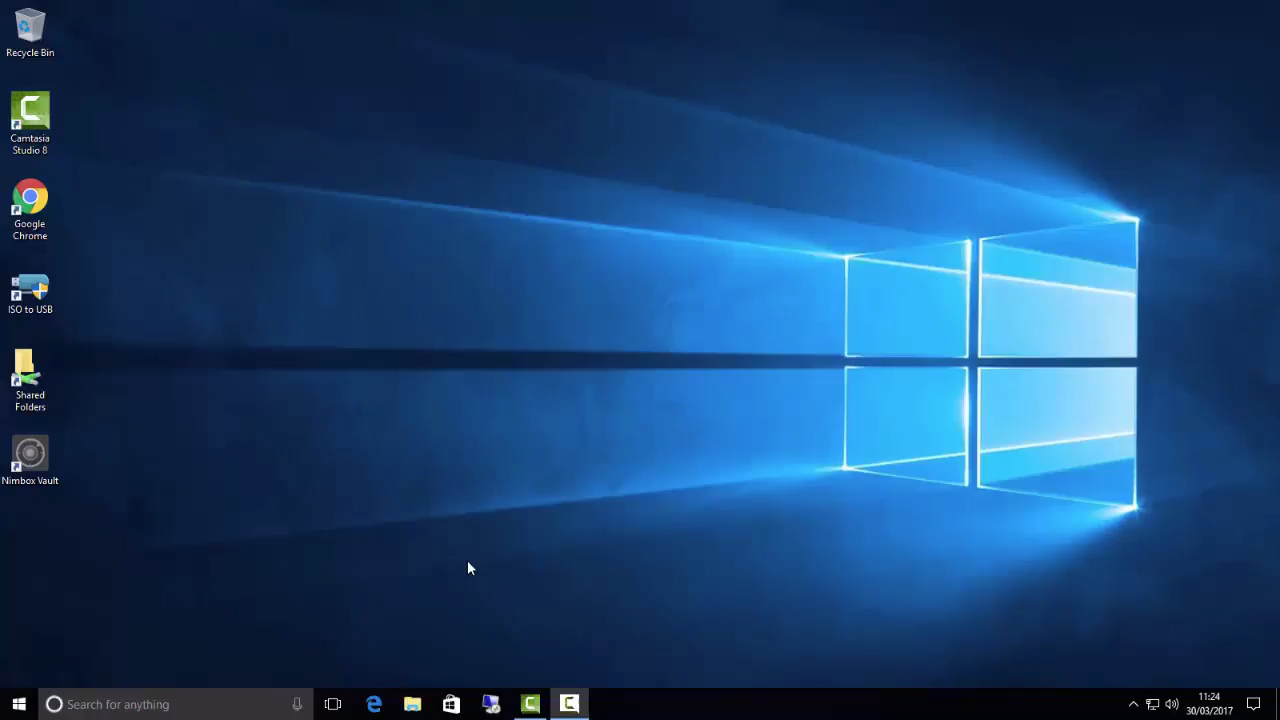 Recycle Bin
Camtasia
Studio 8
Google
Chrome
ISO to USB
Shared
Folders
Nimbox Vault
Search for anything
11:24
30/03/2017